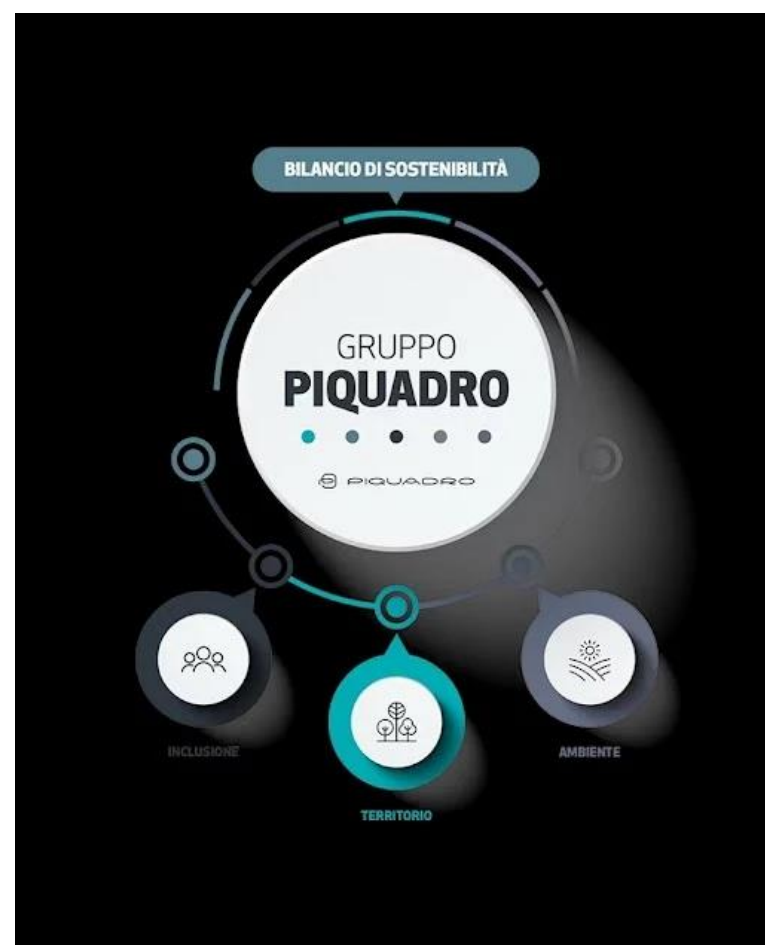 BILANCIO DI SOSTENIBILITÀ
GRUPPO
PIQUADRO
PIQUADRO
INCLUSIONE
TERRITORIO
AMBIENTE